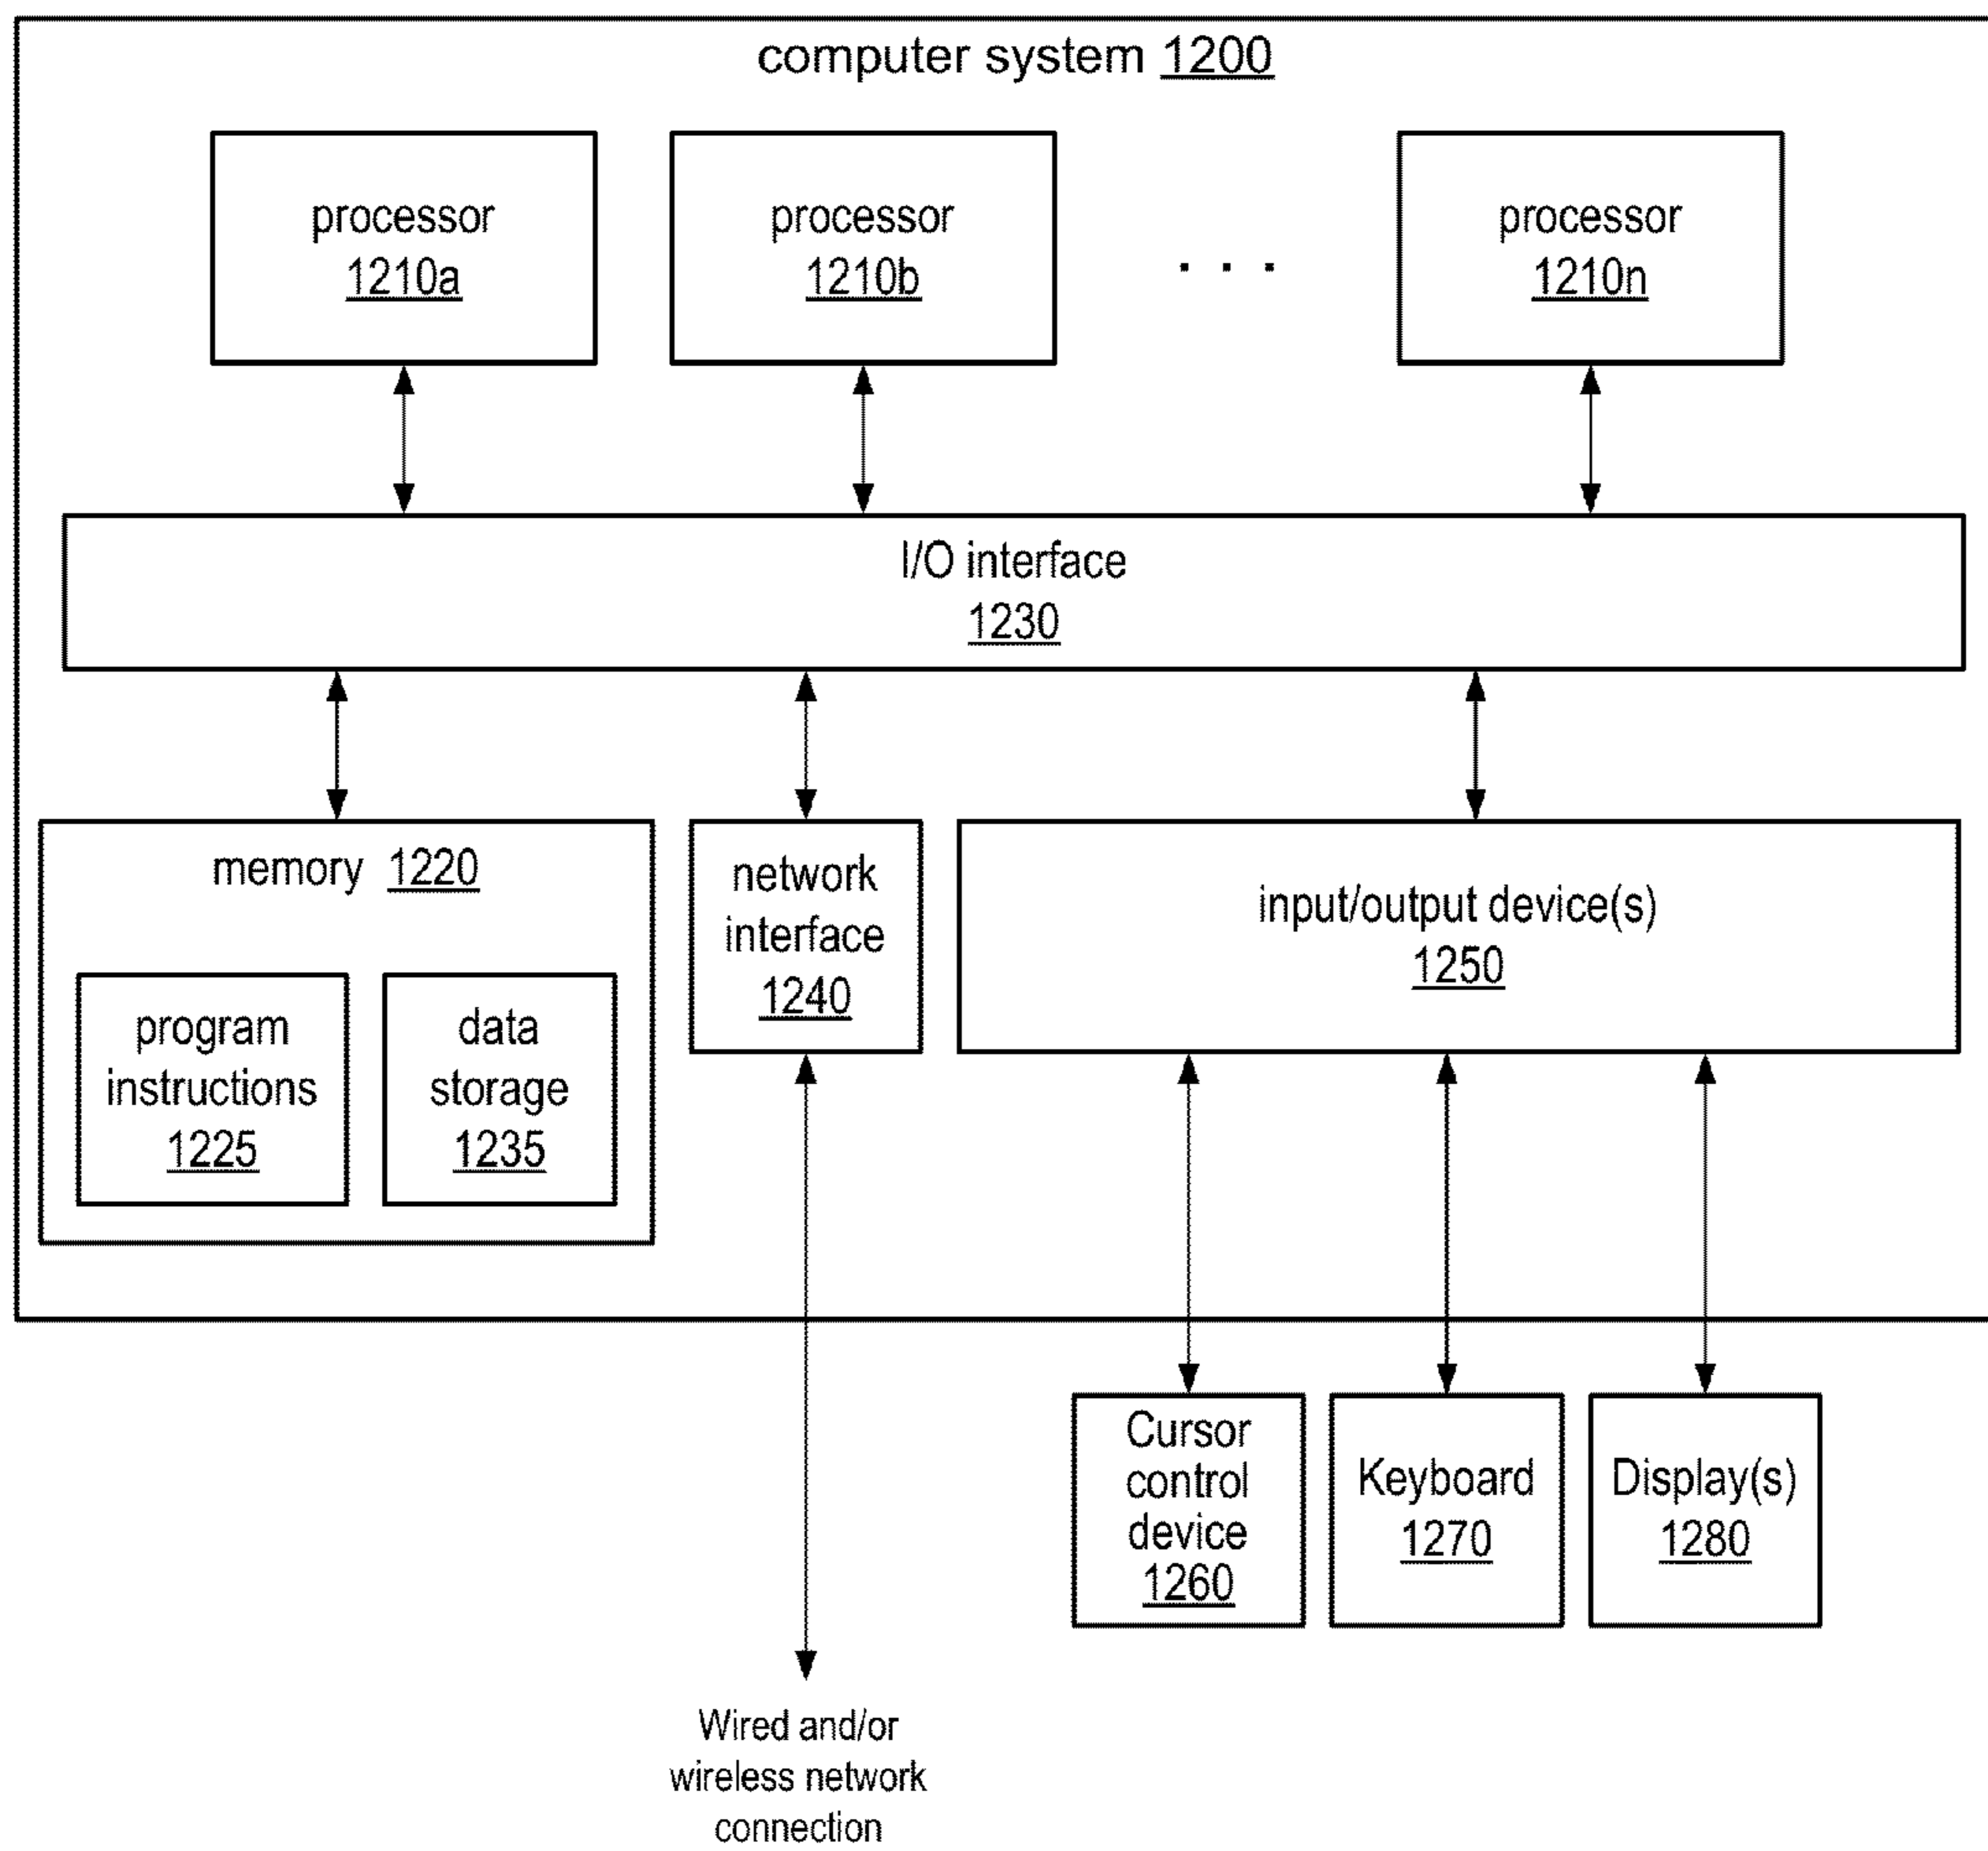 computer system 1200
processor
1210a
processor
1210b
. . .
processor
1210n
I/O interface
1230
memory 1220
program
instructions
1225
data
storage
1235
network
interface
1240
input/output device(s)
1250
Cursor
control
device
1260
Keyboard
1270
Display(s)
1280
Wired and/or
wireless network
connection